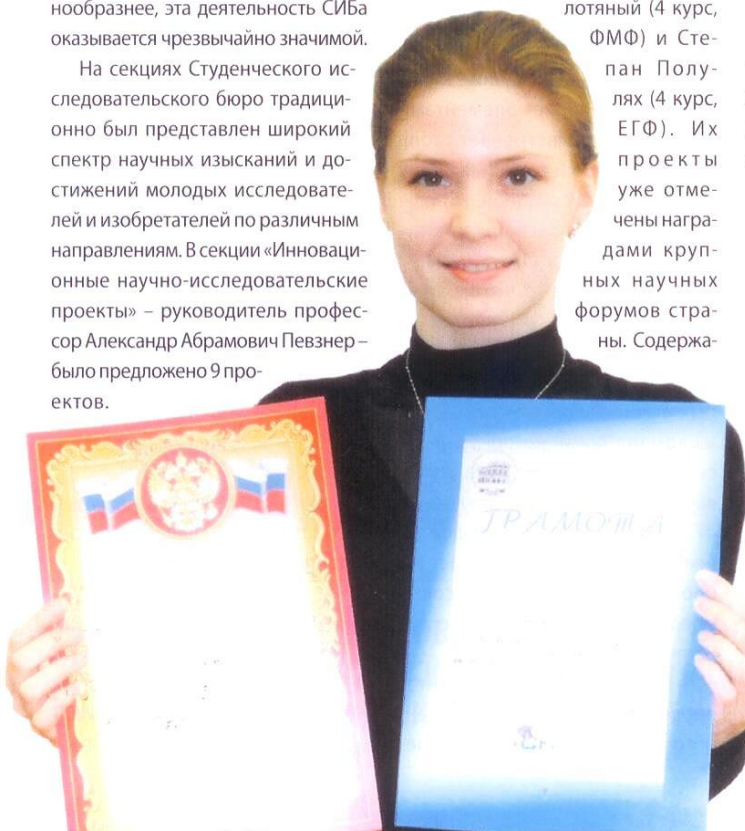 нообразнее, эта деятельность СИБа
оказывается чрезвычайно значимой.
На секциях Студенческого ис-
следовательского бюро традици-
онно был представлен широкий
спектр научных изысканий и до-
стижений молодых исследовате-
лей и изобретателей по различным
направлениям. В секции «Инноваци-
онные научно-исследовательские
проекты» – руководитель профес-
сор Александр Абрамович Певзнер –
было предложено 9 про-
ектов.
лотяный (4 курс,
ФМФ) и Сте-
пан Полу-
лях (4 курс,
ЕГФ). Их
проекты
уже отме-
чены награ-
дами круп-
ных научных
форумов стра-
ны. Содержа-
ГРАМОТА